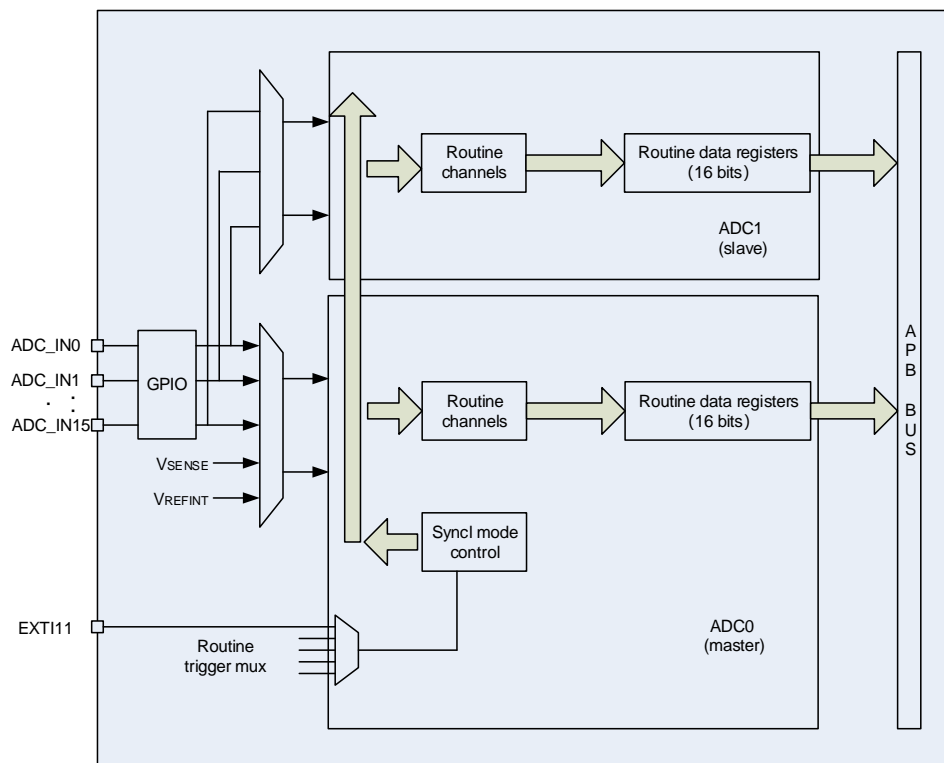 Routine
channels
Routine data registers
(16 bits)
ADC1
(slave)
ADC_IN0
ADC_IN1
. .
. .
ADC_IN15
GPIO
VSENSE
VREFINT
Routine
channels
Routine data registers
(16 bits)
Syncl mode
control
EXTI11
Routine
trigger mux
ADC0
(master)
A
P
B
B
U
S